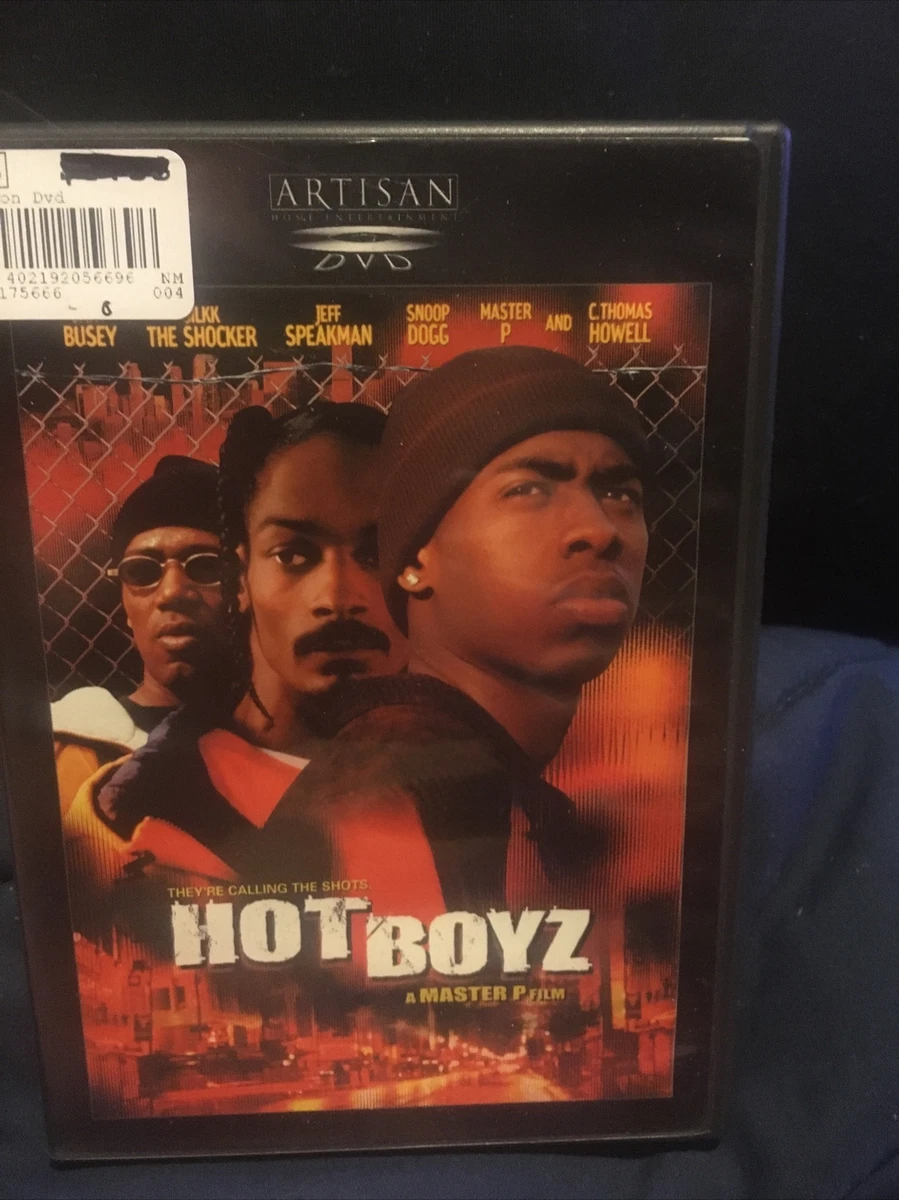 on Dvd
402192056696 NM
175666 004
ARTISAN
HOME ENTERTAINMENT
DVD
BUSEY
THE SHOCKER
JEFF
SPEAKMAN
SNOOP
DOGG
MASTER
P
AND
C.THOMAS
HOWELL
THEY'RE CALLING THE SHOTS.
HOT BOYZ
A MASTER P FILM